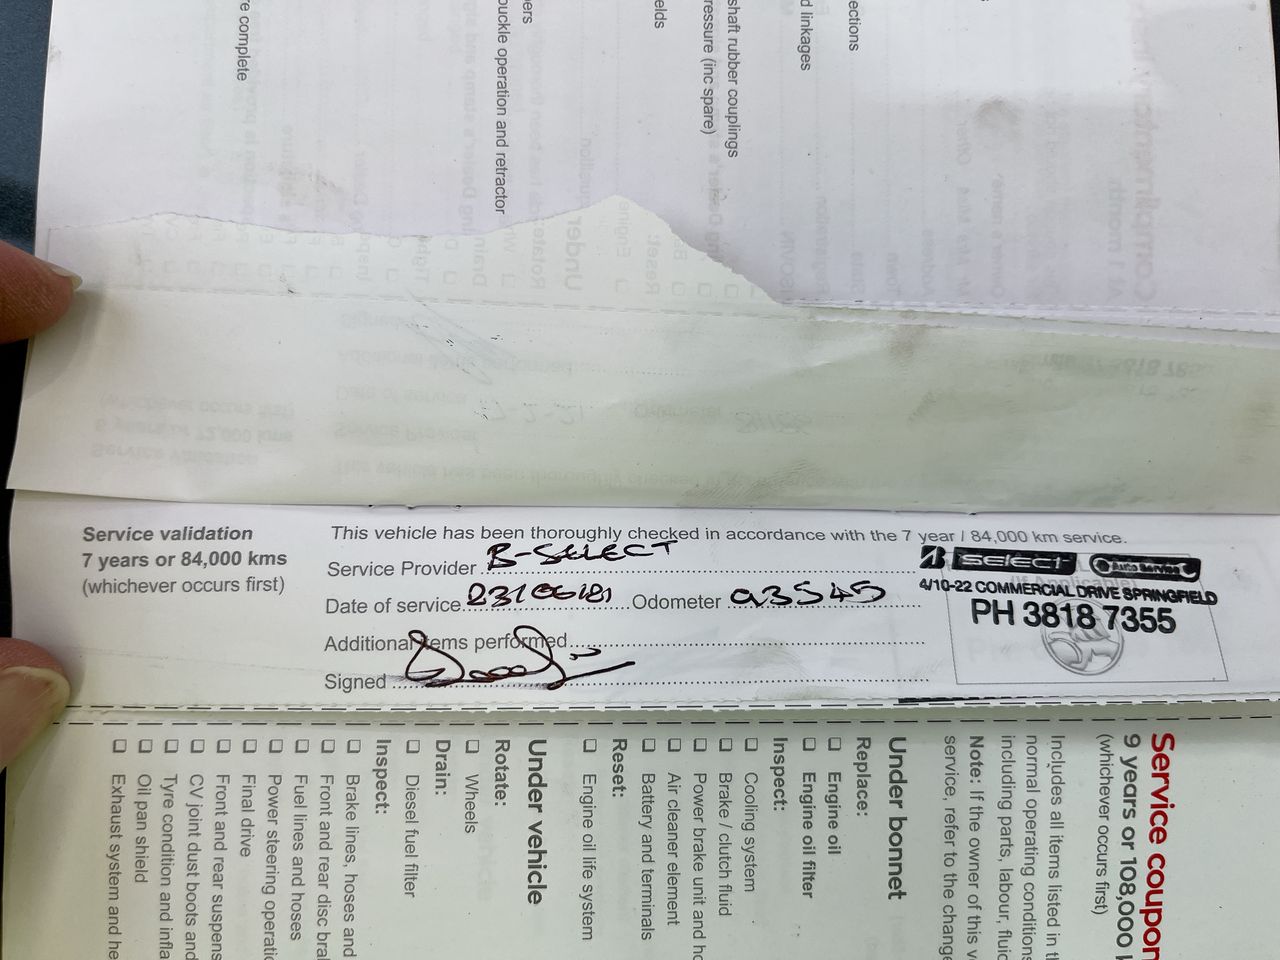 re complete
ers
buckle operation and retractor
elds
shaft rubber couplings
ressure (inc spare)
d linkages
ections
Service validation
7 years or 84,000 kms
(whichever occurs first)
This vehicle has been thoroughly checked in accordance with the 7 year / 84,000 km service.
Service Provider B-SELECT
Date of service Odometer 93545
Additional items performed
Signed
select Auto Service
4/10-22 COMMERCIAL DRIVE SPRINGFIELD
PH 3818 7355
Service coupon
9 years or 108,000
(whichever occurs first)
Includes all items listed in th
normal operating conditions
including parts, labour, fluid
Note: If the owner of this v
service, refer to the change
Under bonnet
Replace:
Engine oil
Engine oil filter
Inspect:
Cooling system
Brake / clutch fluid
Power brake unit and ho
Air cleaner element
Battery and terminals
Reset:
Engine oil life system
Under vehicle
Rotate:
Wheels
Drain:
Diesel fuel filter
Inspect:
Brake lines, hoses and
Front and rear disc bra
Fuel lines and hoses
Power steering operati
Final drive
Front and rear suspens
CV joint dust boots and
Tyre condition and infla
Oil pan shield
Exhaust system and he